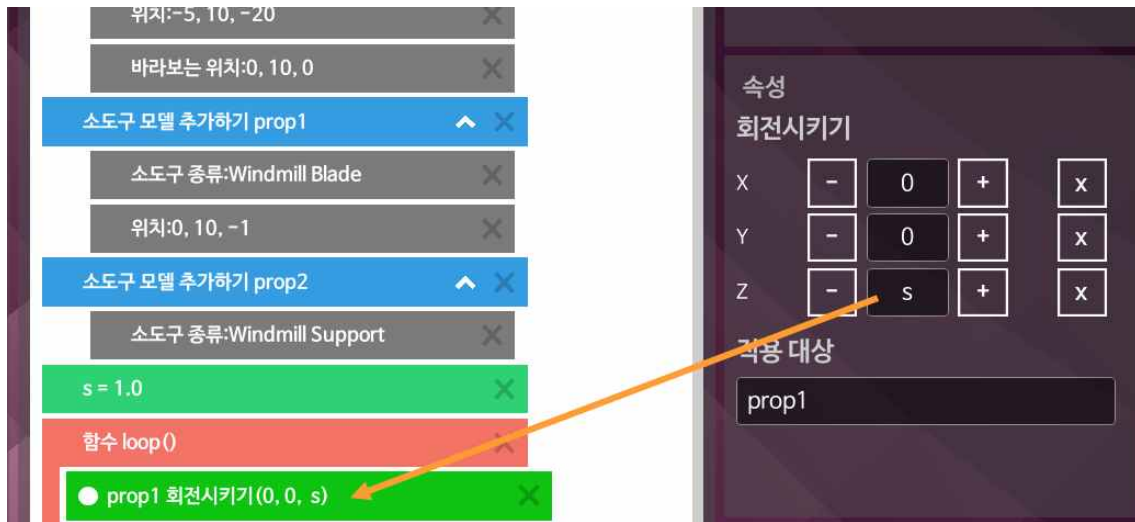 위치:-5, 10, -20
바라보는 위치:0, 10, 0
소도구 모델 추가하기 prop1
소도구 종류:Windmill Blade
위치:0, 10, -1
소도구 모델 추가하기 prop2
소도구 종류:Windmill Support
s = 1.0
함수 loop()
prop1 회전시키기(0, 0, s)
속성
회전시키기
X - 0 + x
Y - 0 + x
Z - s + x
적용 대상
prop1